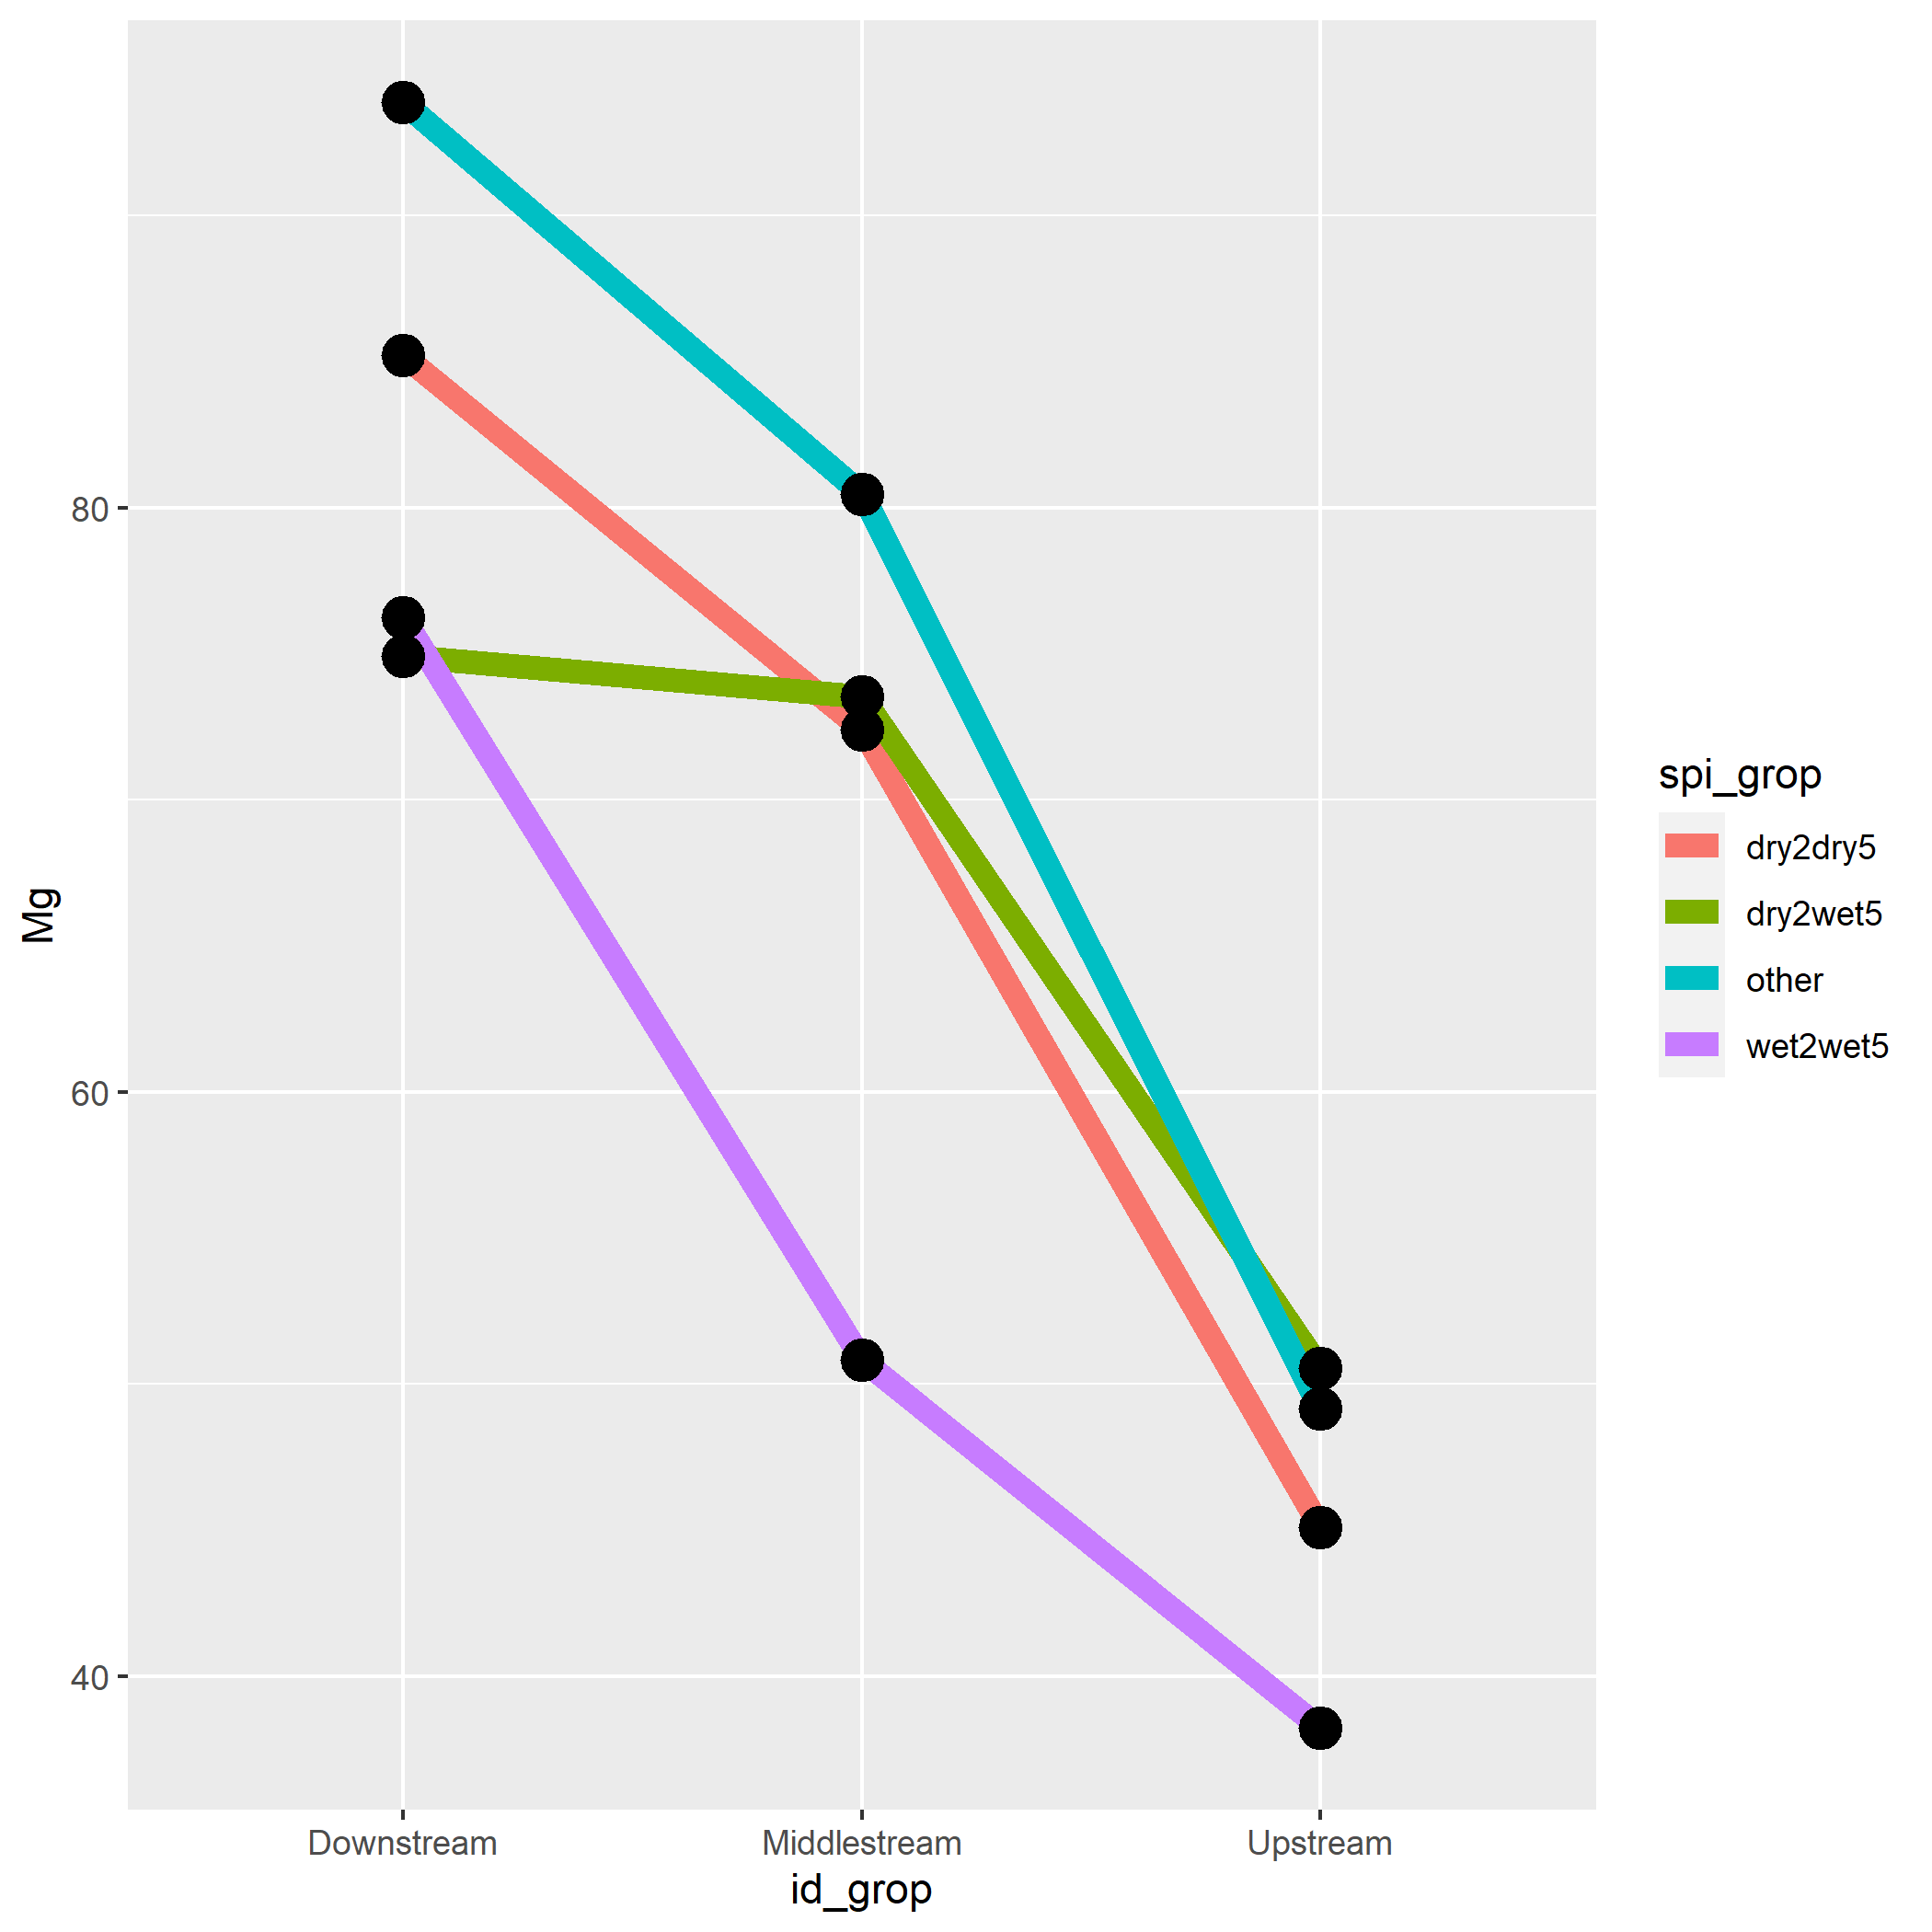 Mg
80
60
40
Downstream
Middlestream
Upstream
id_grop
spi_grop
dry2dry5
dry2wet5
other
wet2wet5